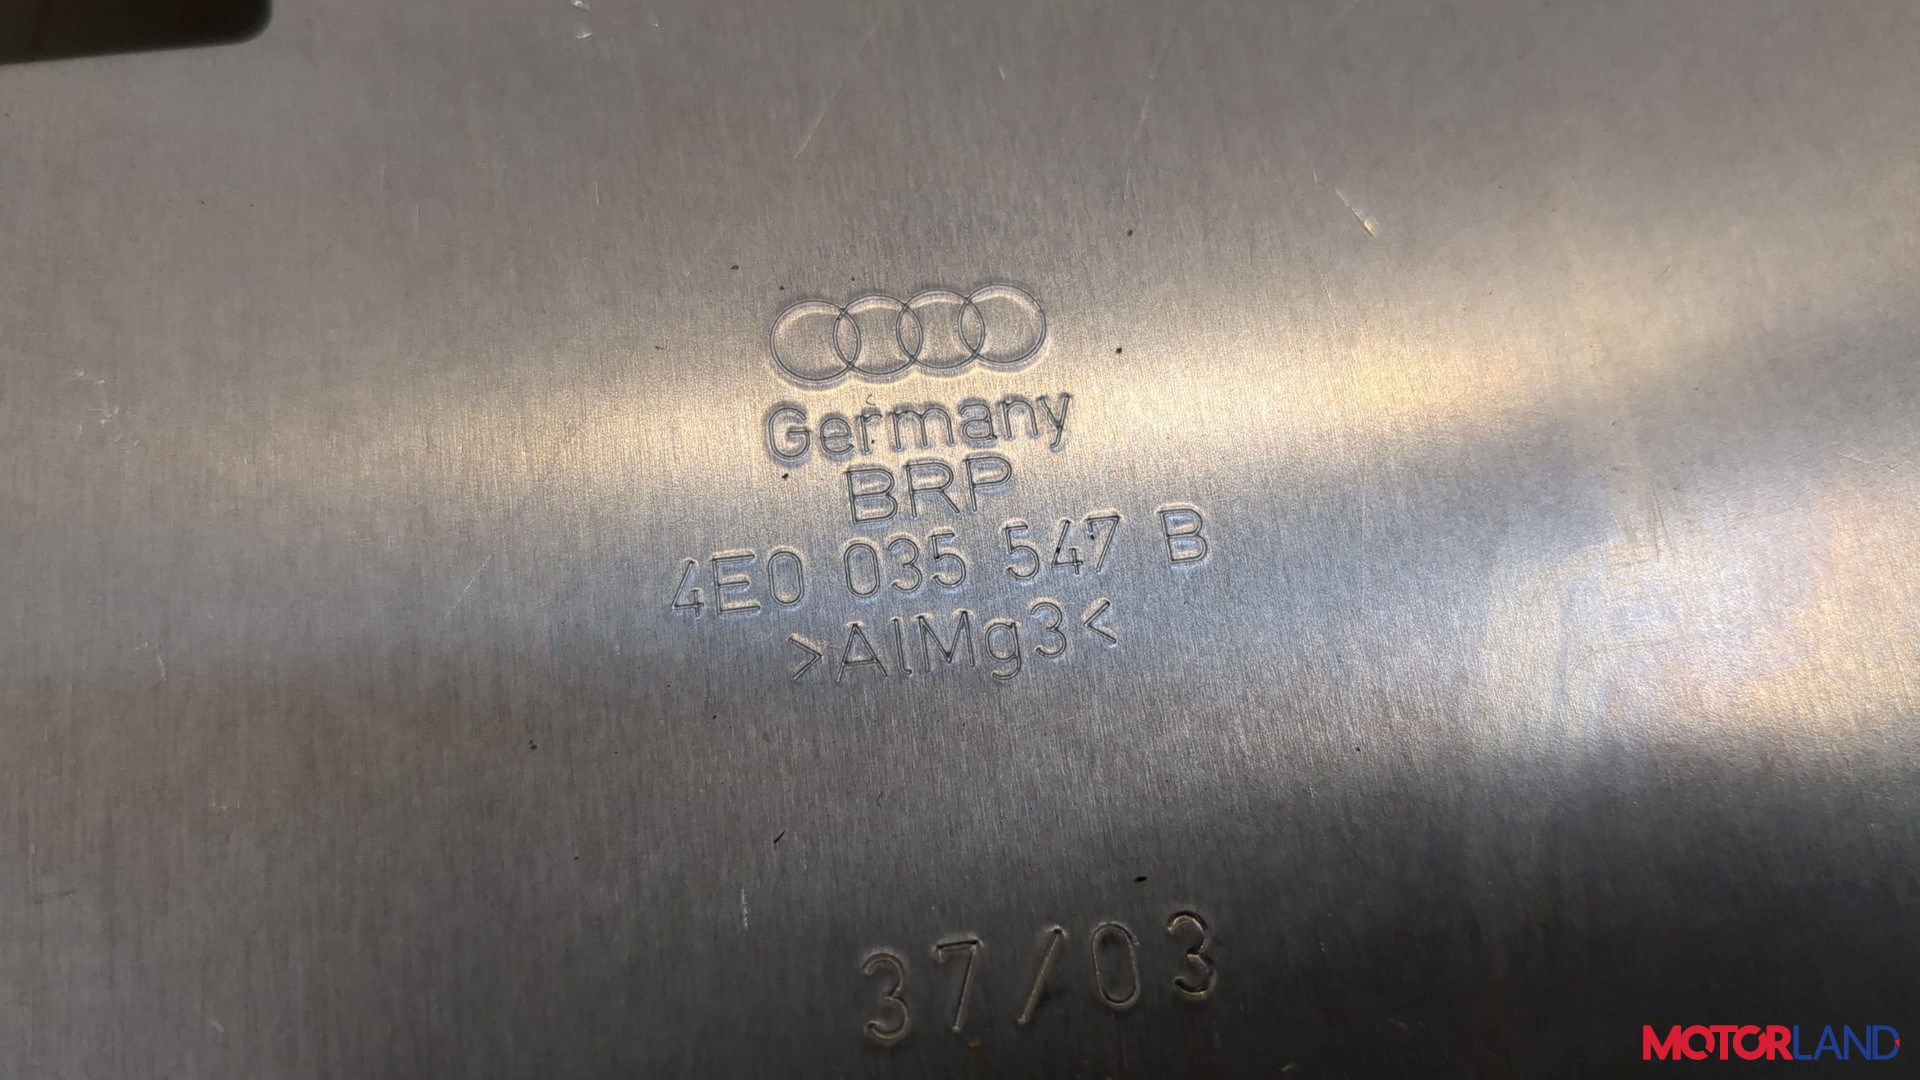 Germany
BRP
4E0 035 547 B
>AlMg3<
37/03
MOTORLAND